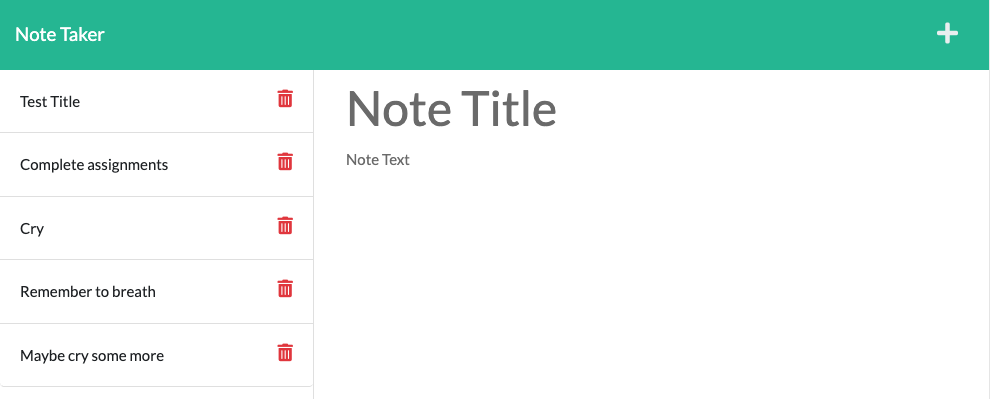 Note Taker
Test Title
Complete assignments
Cry
Remember to breath
Maybe cry some more
Note Title
Note Text